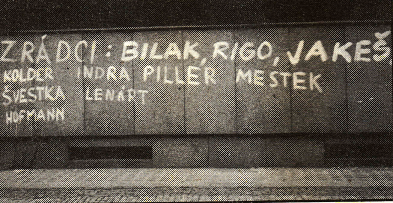 ZRÁDCI: BILAK, RIGO, JAKEŠ,
KOLDER INDRA PILLER MESTEK
ŠVESTKA LENÁRT
HOFMANN